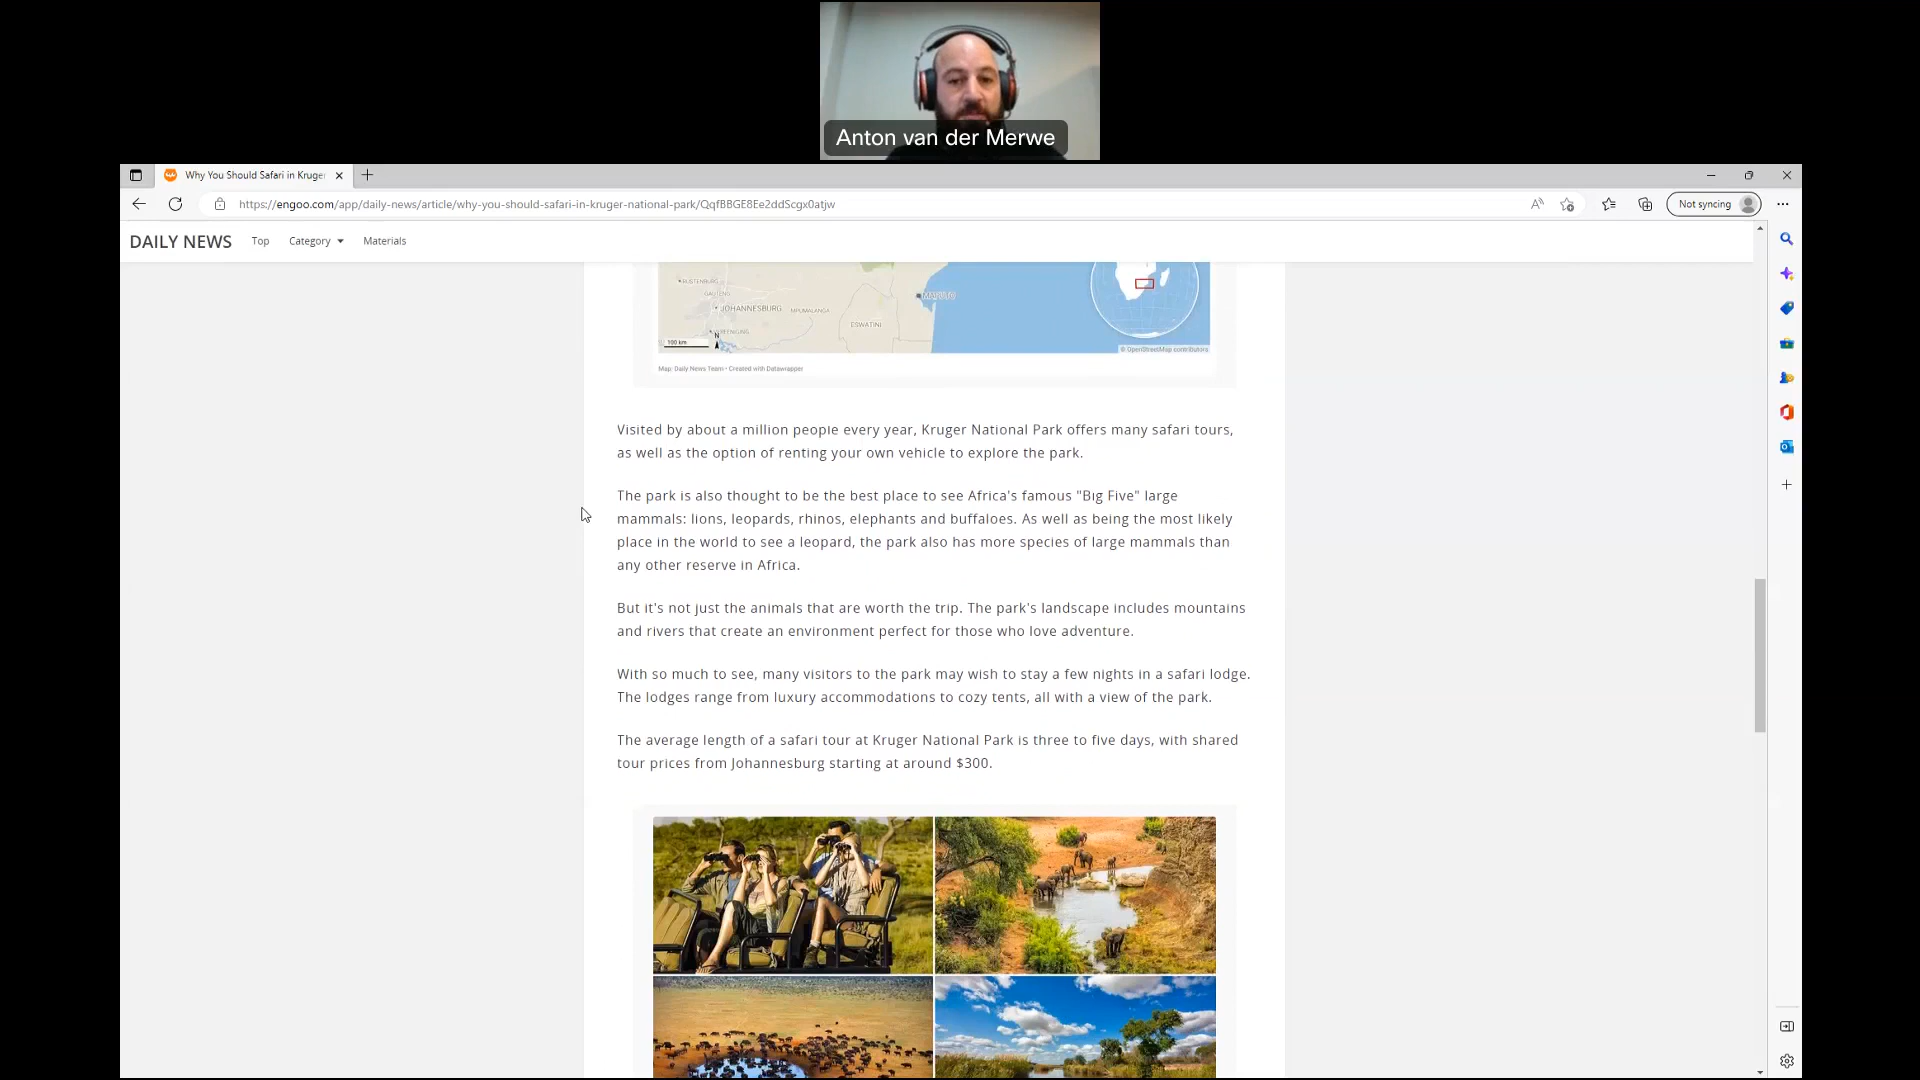 Anton van der Merwe
Why You Should Safari in Kruger
https://engoo.com/app/daily-news/article/why-you-should-safari-in-kruger-national-park/QqfBBGE8Ee2ddScgx0atjw
Not syncing
DAILY NEWS Top Category Materials
RUSTENBURG
GAUTENG
JOHANNESBURG
MPUMALANGA
MAPUTO
ESWATINI
VEREENIGING
N
100 km
© OpenStreetMap contributors
Map: Daily News Team • Created with Datawrapper
Visited by about a million people every year, Kruger National Park offers many safari tours,
as well as the option of renting your own vehicle to explore the park.
The park is also thought to be the best place to see Africa's famous "Big Five" large
mammals: lions, leopards, rhinos, elephants and buffaloes. As well as being the most likely
place in the world to see a leopard, the park also has more species of large mammals than
any other reserve in Africa.
But it's not just the animals that are worth the trip. The park's landscape includes mountains
and rivers that create an environment perfect for those who love adventure.
With so much to see, many visitors to the park may wish to stay a few nights in a safari lodge.
The lodges range from luxury accommodations to cozy tents, all with a view of the park.
The average length of a safari tour at Kruger National Park is three to five days, with shared
tour prices from Johannesburg starting at around $300.